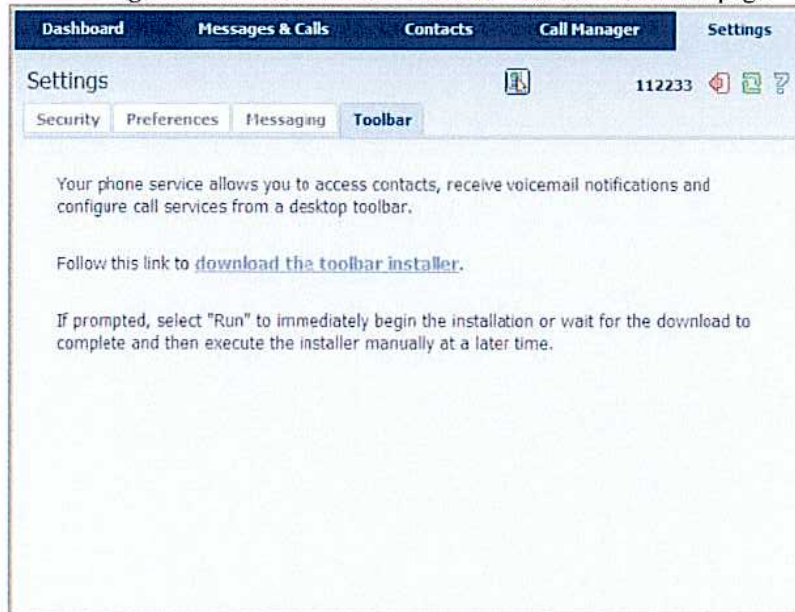 Dashboard Messages & Calls Contacts Call Manager Settings
Settings 112233
Security Preferences Messaging Toolbar
Your phone service allows you to access contacts, receive voicemail notifications and
configure call services from a desktop toolbar.
Follow this link to download the toolbar installer.
If prompted, select "Run" to immediately begin the installation or wait for the download to
complete and then execute the installer manually at a later time.